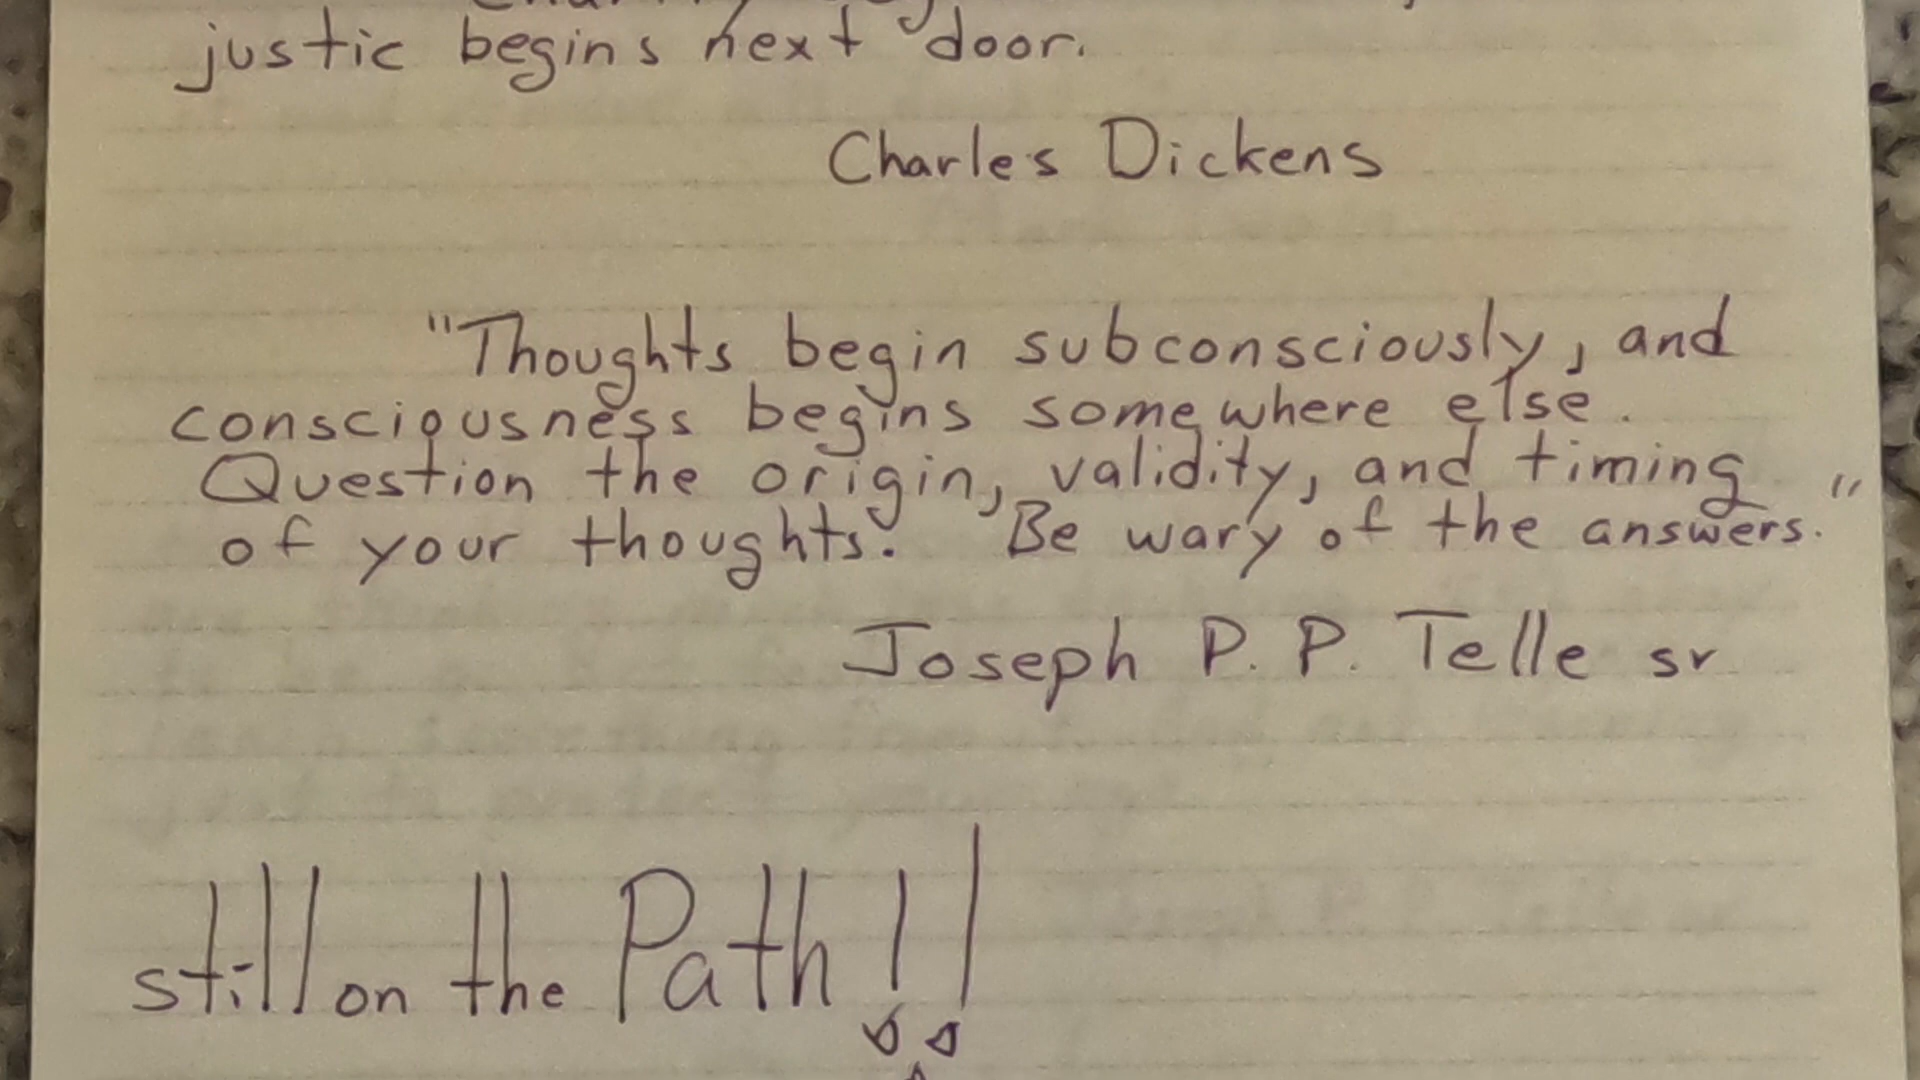 justic begins next door.
Charles Dickens
"Thoughts begin subconsciously, and
consciousness begins somewhere else.
Question the origin, validity, and timing
of your thoughts. Be wary of the answers."
Joseph P. P. Telle sr
still on the Path !!